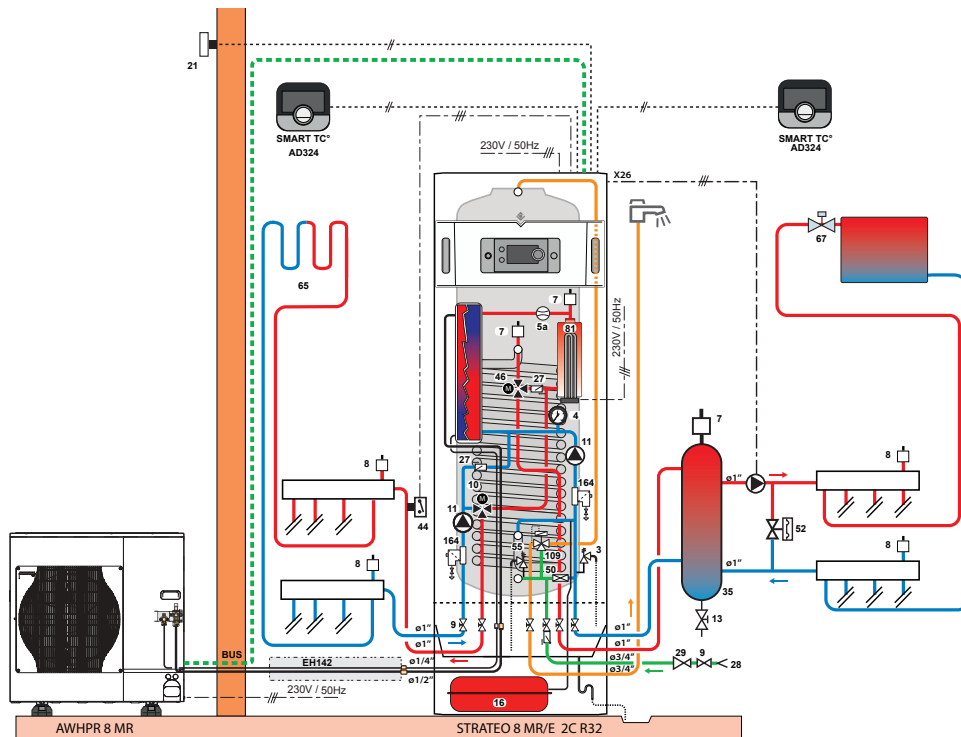 21
SMART TC°
AD324
230V / 50Hz
X26
SMART TC°
AD324
67
65
7
5a
81
230V / 50Hz
7
46
M
27
4
7
11
27
8
10
M
164
ø1"
8
11
44
52
164
55
109
3
8
8
50
ø1"
35
9
ø1"
ø1"
13
ø1"
ø1"
BUS
EH142
ø1/4"
ø1/2"
ø3/4"
ø3/4"
29
9
28
230V / 50Hz
16
AWHPR 8 MR
STRATEO 8 MR/E 2C R32